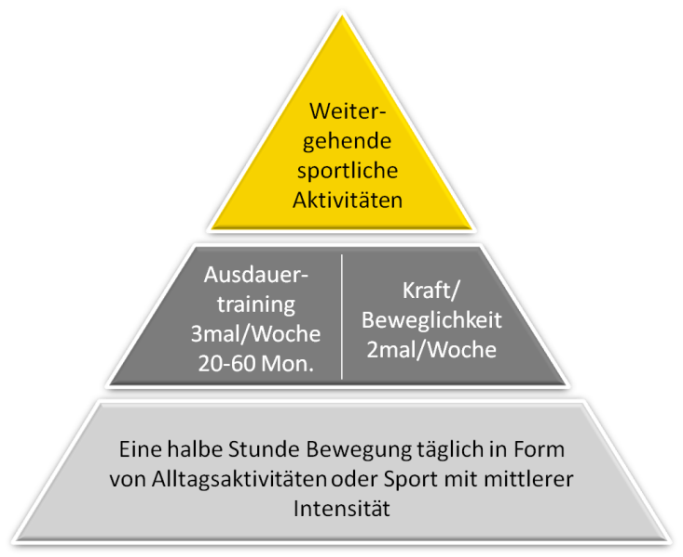 Weiter-
gehende
sportliche
Aktivitäten
Ausdauer-
training
3mal/Woche
20-60 Mon.
Kraft/
Beweglichkeit
2mal/Woche
Eine halbe Stunde Bewegung täglich in Form
von Alltagsaktivitäten oder Sport mit mittlerer
Intensität